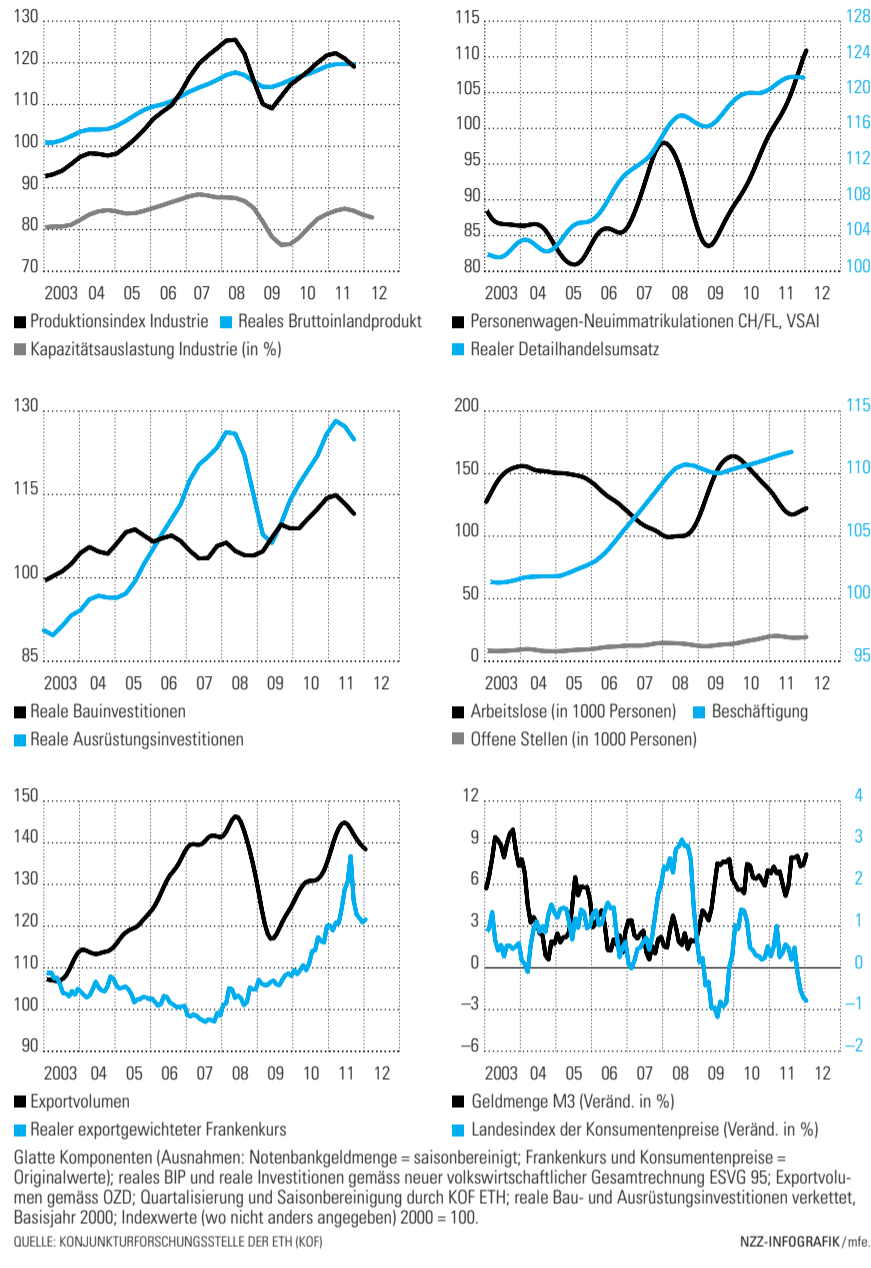 130
120
110
100
90
80
70
2003 04 05 06 07 08 09 10 11 12
Produktionsindex Industrie Reales Bruttoinlandprodukt
Kapazitätsauslastung Industrie (in %)
115 128
110 124
105 120
100 116
95 112
90 108
85 104
80 100
2003 04 05 06 07 08 09 10 11 12
Personenwagen-Neuimmatrikulationen CH/FL, VSAI
Realer Detailhandelsumsatz
130
115
100
85
2003 04 05 06 07 08 09 10 11 12
Reale Bauinvestitionen
Reale Ausrüstungsinvestitionen
200 115
150 110
100 105
50 100
0 95
2003 04 05 06 07 08 09 10 11 12
Arbeitslose (in 1000 Personen) Beschäftigung
Offene Stellen (in 1000 Personen)
150
140
130
120
110
100
90
2003 04 05 06 07 08 09 10 11 12
Exportvolumen
Realer exportgewichteter Frankenkurs
12 4
9 3
6 2
3 1
0 0
–3 –1
–6 –2
2003 04 05 06 07 08 09 10 11 12
Geldmenge M3 (Veränd. in %)
Landesindex der Konsumentenpreise (Veränd. in %)
Glatte Komponenten (Ausnahmen: Notenbankgeldmenge = saisonbereinigt; Frankenkurs und Konsumentenpreise =
Originalwerte); reales BIP und reale Investitionen gemäss neuer volkswirtschaftlicher Gesamtrechnung ESVG 95; Exportvolu-
men gemäss OZD; Quartalisierung und Saisonbereinigung durch KOF ETH; reale Bau- und Ausrüstungsinvestitionen verkettet,
Basisjahr 2000; Indexwerte (wo nicht anders angegeben) 2000 = 100.
QUELLE: KONJUNKTURFORSCHUNGSSTELLE DER ETH (KOF) NZZ-INFOGRAFIK/mfe.